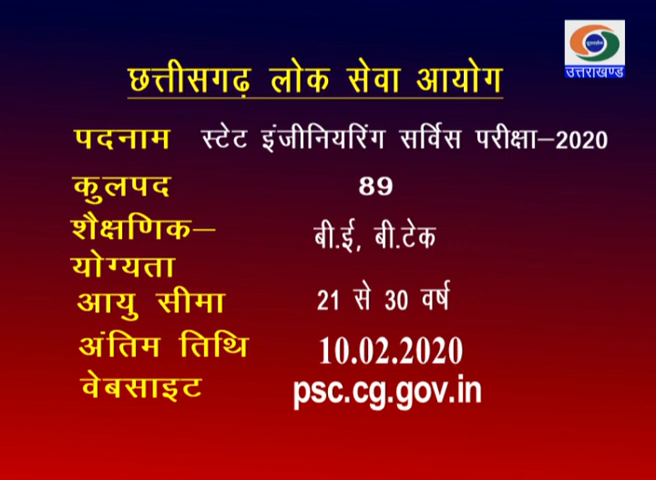 उत्तराखण्ड
छत्तीसगढ़ लोक सेवा आयोग
पदनाम स्टेट इंजीनियरिंग सर्विस परीक्षा–2020
कुलपद 89
शैक्षणिक– बी.ई, बी.टेक
योग्यता
आयु सीमा 21 से 30 वर्ष
अंतिम तिथि 10.02.2020
वेबसाइट psc.cg.gov.in